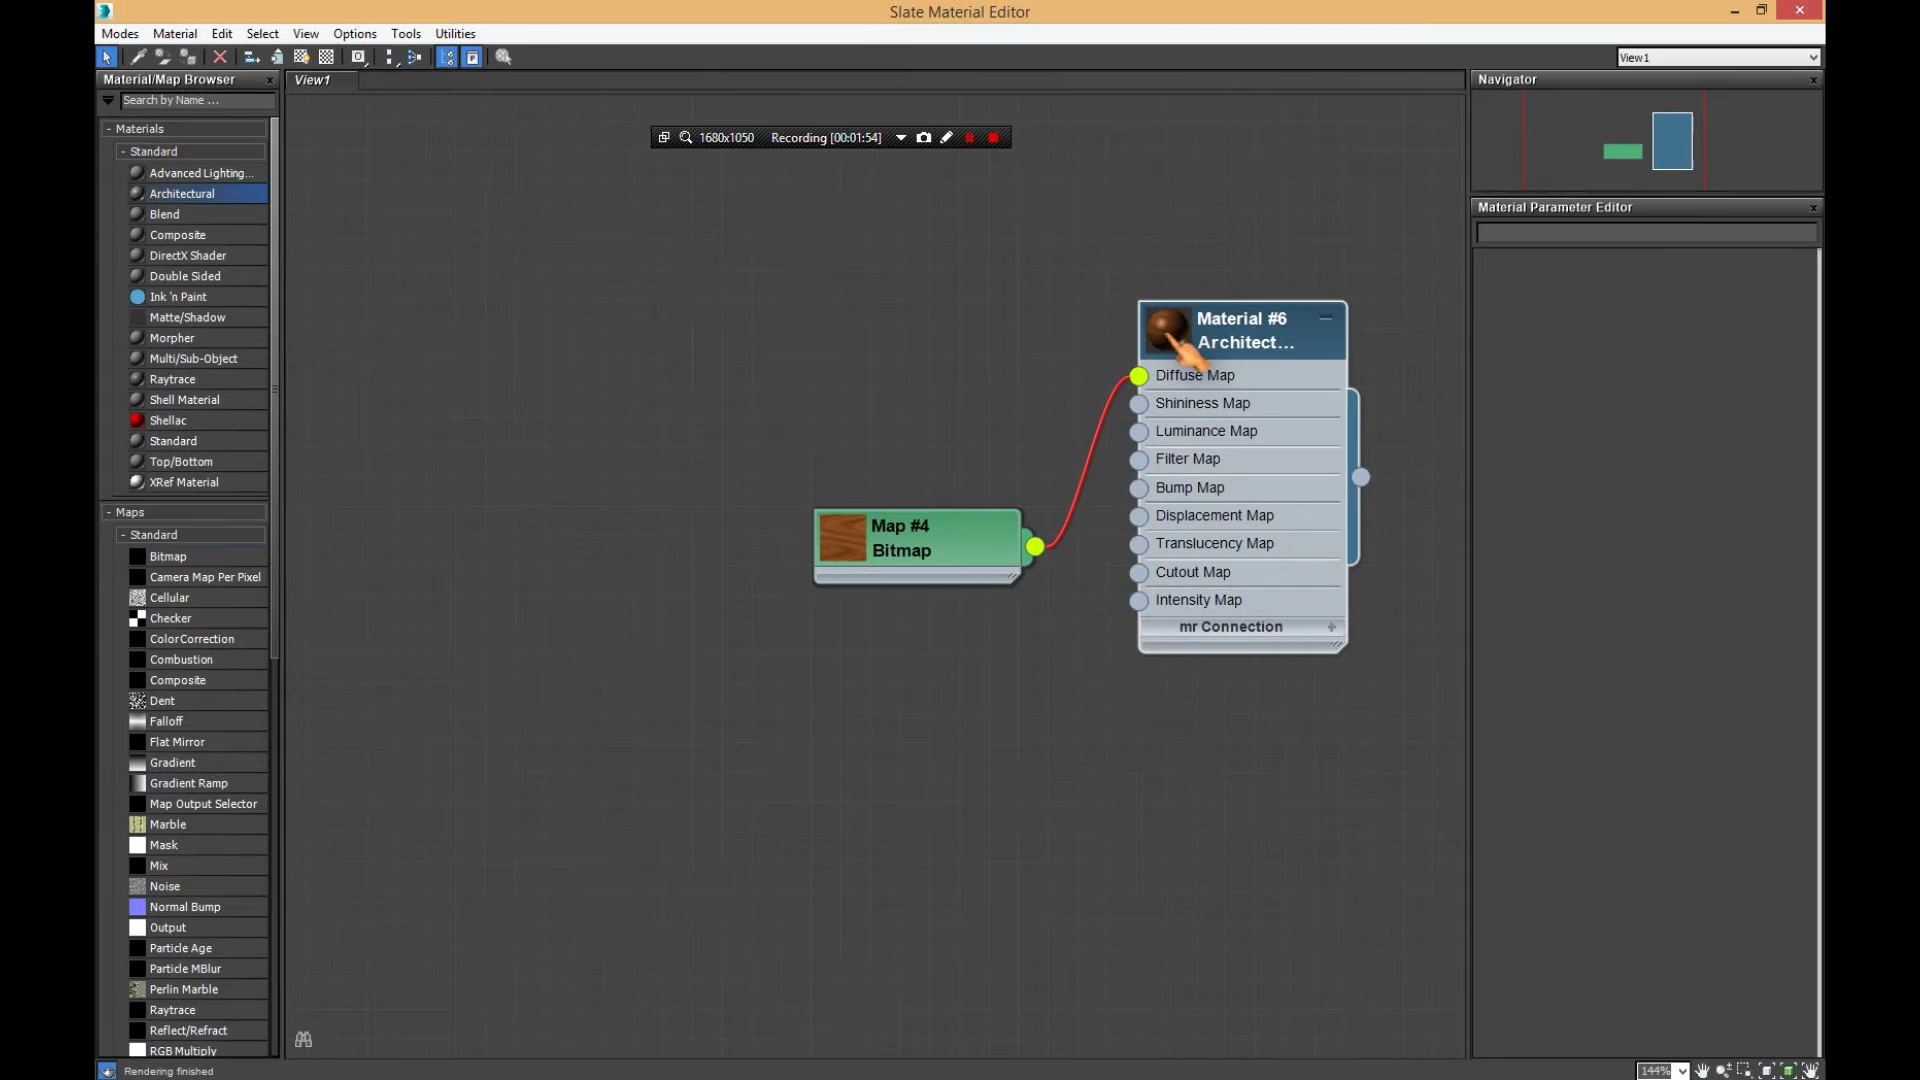 Slate Material Editor
Modes Material Edit Select View Options Tools Utilities
View1
Material/Map Browser
View1
Navigator
Search by Name ...
- Materials
- Standard
Advanced Lighting...
Architectural
Blend
Composite
DirectX Shader
Double Sided
Ink 'n Paint
Matte/Shadow
Morpher
Multi/Sub-Object
Raytrace
Shell Material
Shellac
Standard
Top/Bottom
XRef Material
- Maps
- Standard
Bitmap
Camera Map Per Pixel
Cellular
Checker
ColorCorrection
Combustion
Composite
Dent
Falloff
Flat Mirror
Gradient
Gradient Ramp
Map Output Selector
Marble
Mask
Mix
Noise
Normal Bump
Output
Particle Age
Particle MBlur
Perlin Marble
Raytrace
Reflect/Refract
RGB Multiply
1680x1050 Recording [00:01:54]
Map #4
Bitmap
Material #6
Architect...
Diffuse Map
Shininess Map
Luminance Map
Filter Map
Bump Map
Displacement Map
Translucency Map
Cutout Map
Intensity Map
mr Connection +
Material Parameter Editor
Rendering finished
144%